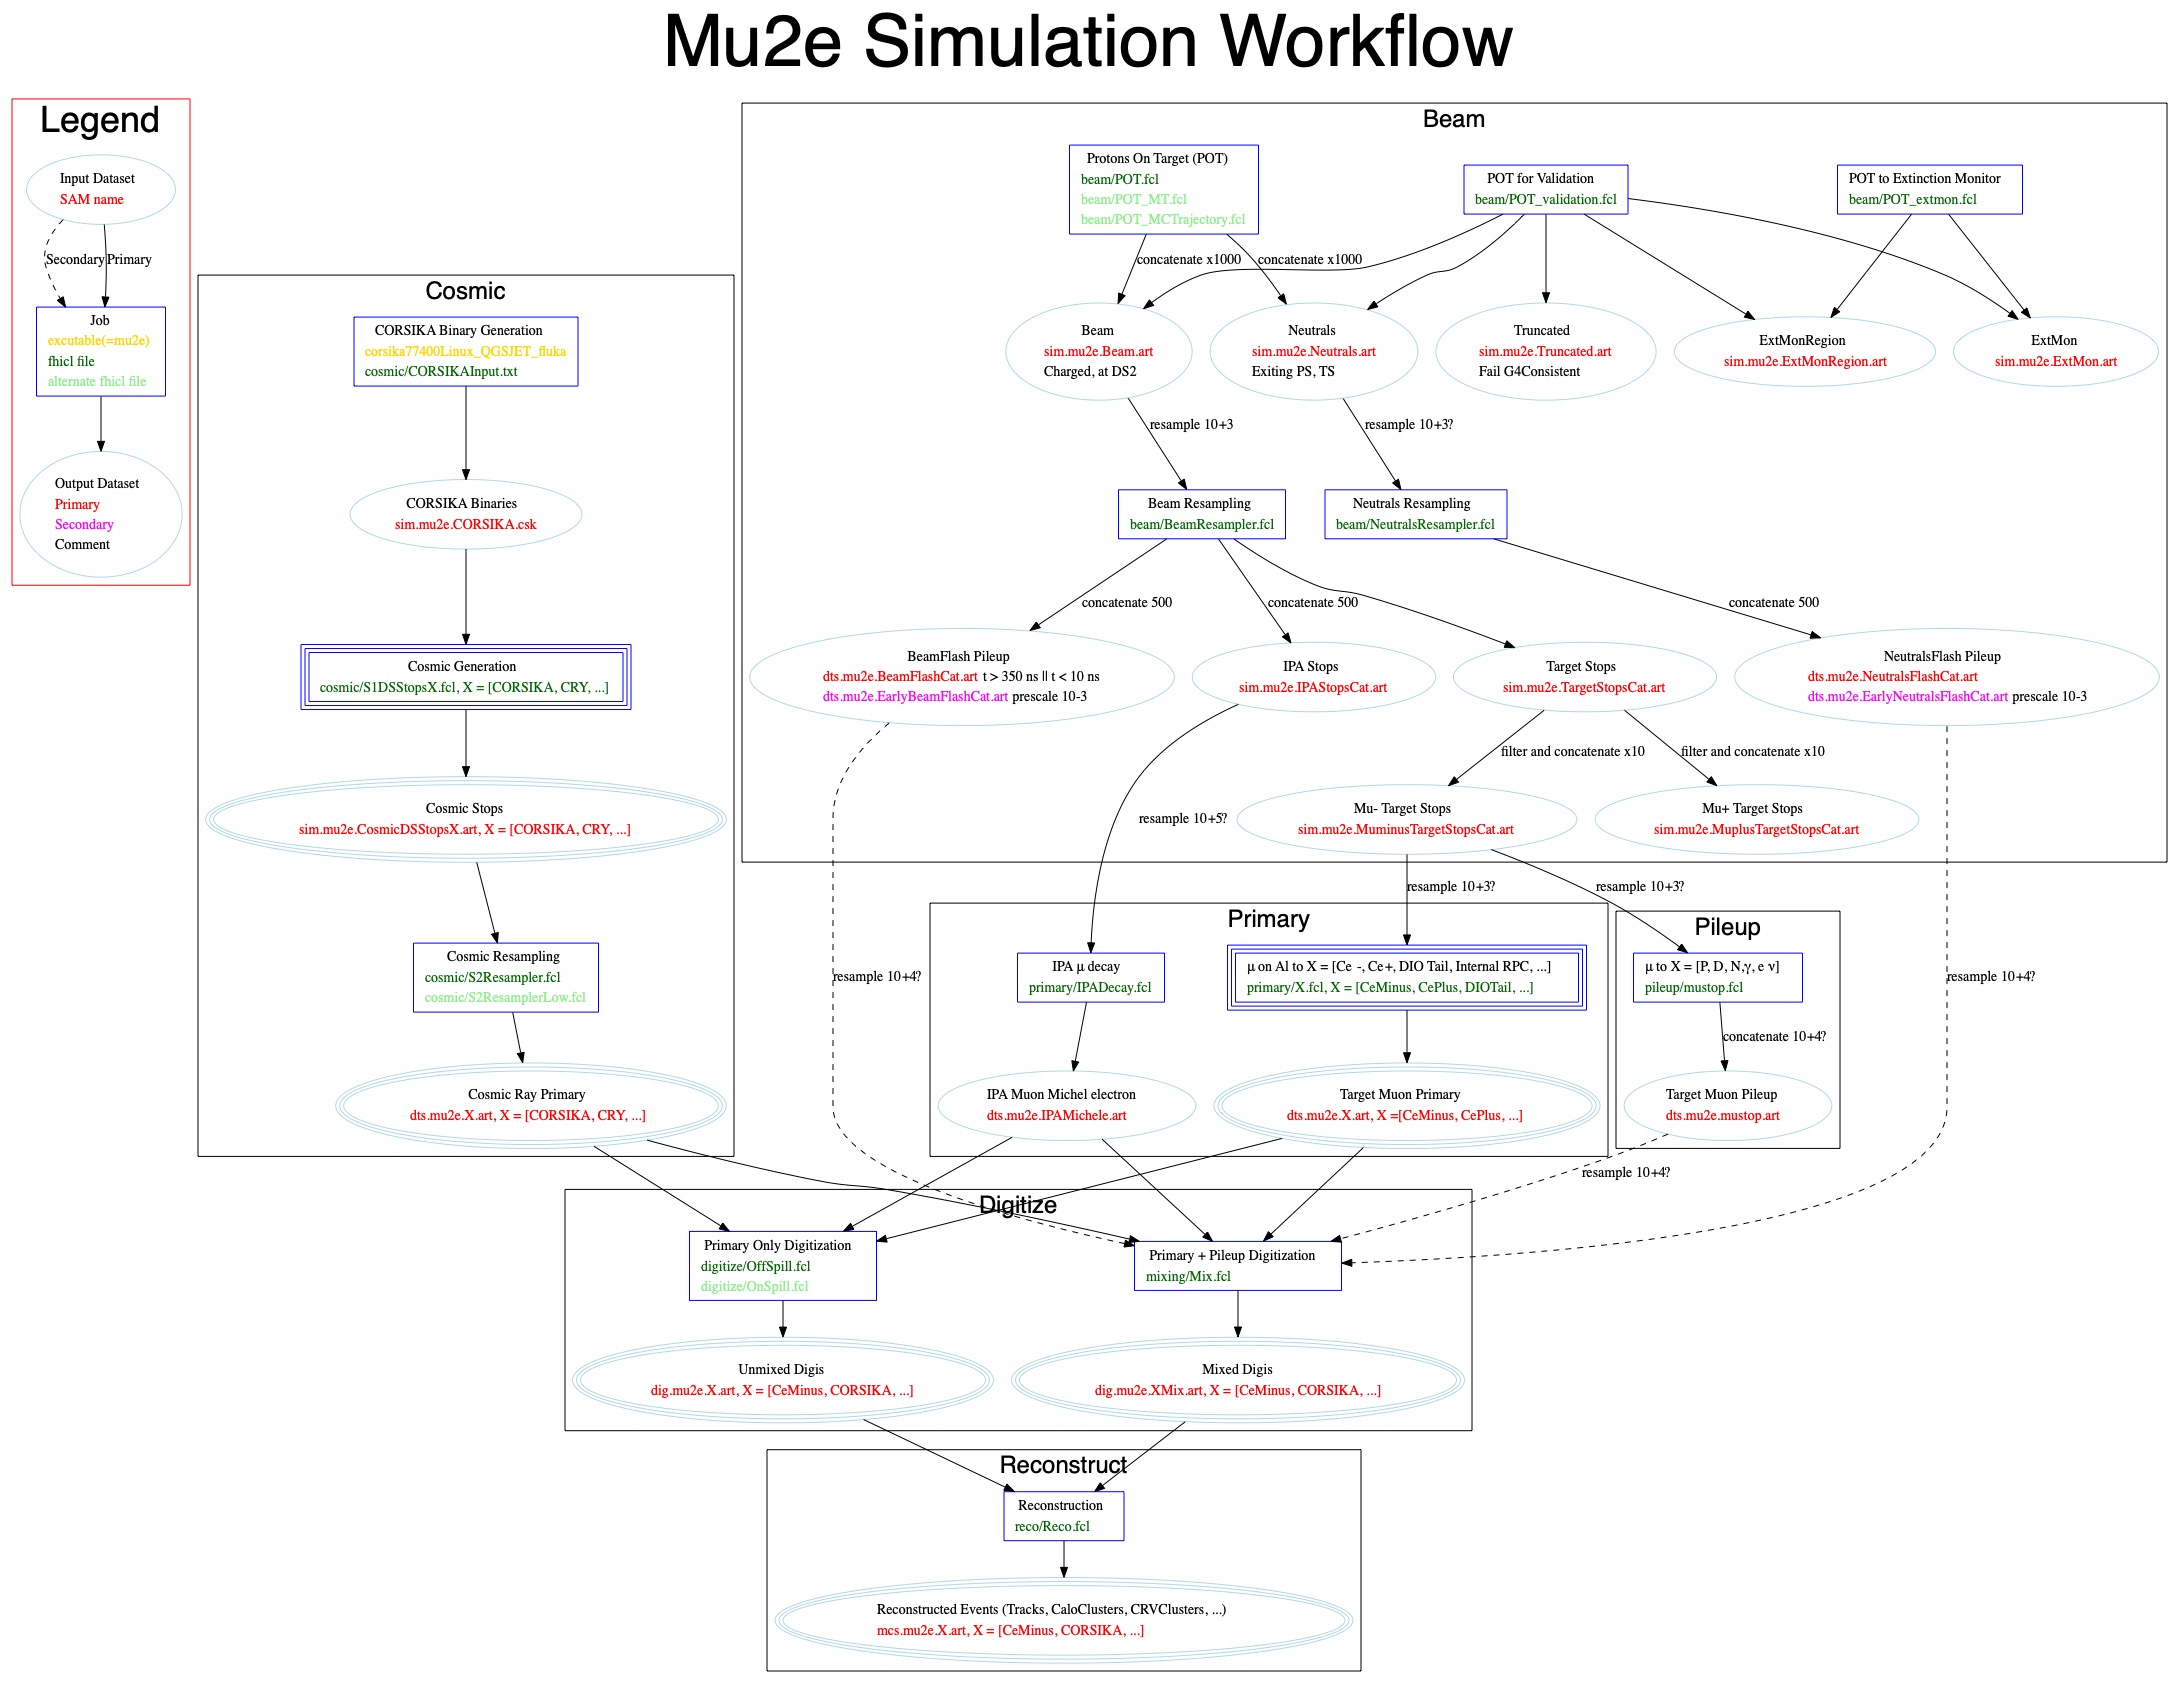 Mu2e Simulation Workflow
Legend
Input Dataset
SAM name
Secondary
Primary
Job
excutable(=mu2e)
fhicl file
alternate fhicl file
Output Dataset
Primary
Secondary
Comment
Cosmic
CORSIKA Binary Generation
corsika77400Linux_QGSJET_fluka
cosmic/CORSIKAInput.txt
CORSIKA Binaries
sim.mu2e.CORSIKA.csk
Cosmic Generation
cosmic/S1DSStopsX.fcl, X = [CORSIKA, CRY, ...]
Cosmic Stops
sim.mu2e.CosmicDSStopsX.art, X = [CORSIKA, CRY, ...]
Cosmic Resampling
cosmic/S2Resampler.fcl
cosmic/S2ResamplerLow.fcl
Cosmic Ray Primary
dts.mu2e.X.art, X = [CORSIKA, CRY, ...]
Beam
Protons On Target (POT)
beam/POT.fcl
beam/POT_MT.fcl
beam/POT_MCTrajectory.fcl
POT for Validation
beam/POT_validation.fcl
POT to Extinction Monitor
beam/POT_extmon.fcl
concatenate x1000
concatenate x1000
Beam
sim.mu2e.Beam.art
Charged, at DS2
Neutrals
sim.mu2e.Neutrals.art
Exiting PS, TS
Truncated
sim.mu2e.Truncated.art
Fail G4Consistent
ExtMonRegion
sim.mu2e.ExtMonRegion.art
ExtMon
sim.mu2e.ExtMon.art
resample 10+3
resample 10+3?
Beam Resampling
beam/BeamResampler.fcl
Neutrals Resampling
beam/NeutralsResampler.fcl
concatenate 500
concatenate 500
concatenate 500
BeamFlash Pileup
dts.mu2e.BeamFlashCat.art t > 350 ns || t < 10 ns
dts.mu2e.EarlyBeamFlashCat.art prescale 10-3
IPA Stops
sim.mu2e.IPAStopsCat.art
Target Stops
sim.mu2e.TargetStopsCat.art
NeutralsFlash Pileup
dts.mu2e.NeutralsFlashCat.art
dts.mu2e.EarlyNeutralsFlashCat.art prescale 10-3
filter and concatenate x10
filter and concatenate x10
resample 10+5?
Mu- Target Stops
sim.mu2e.MuminusTargetStopsCat.art
Mu+ Target Stops
sim.mu2e.MuplusTargetStopsCat.art
resample 10+3?
resample 10+3?
resample 10+4?
resample 10+4?
Primary
IPA μ decay
primary/IPADecay.fcl
μ on Al to X = [Ce -, Ce+, DIO Tail, Internal RPC, ...]
primary/X.fcl, X = [CeMinus, CePlus, DIOTail, ...]
IPA Muon Michel electron
dts.mu2e.IPAMichele.art
Target Muon Primary
dts.mu2e.X.art, X =[CeMinus, CePlus, ...]
Pileup
μ to X = [P, D, N,γ, e ν]
pileup/mustop.fcl
concatenate 10+4?
Target Muon Pileup
dts.mu2e.mustop.art
resample 10+4?
Digitize
Primary Only Digitization
digitize/OffSpill.fcl
digitize/OnSpill.fcl
Primary + Pileup Digitization
mixing/Mix.fcl
Unmixed Digis
dig.mu2e.X.art, X = [CeMinus, CORSIKA, ...]
Mixed Digis
dig.mu2e.XMix.art, X = [CeMinus, CORSIKA, ...]
Reconstruct
Reconstruction
reco/Reco.fcl
Reconstructed Events (Tracks, CaloClusters, CRVClusters, ...)
mcs.mu2e.X.art, X = [CeMinus, CORSIKA, ...]